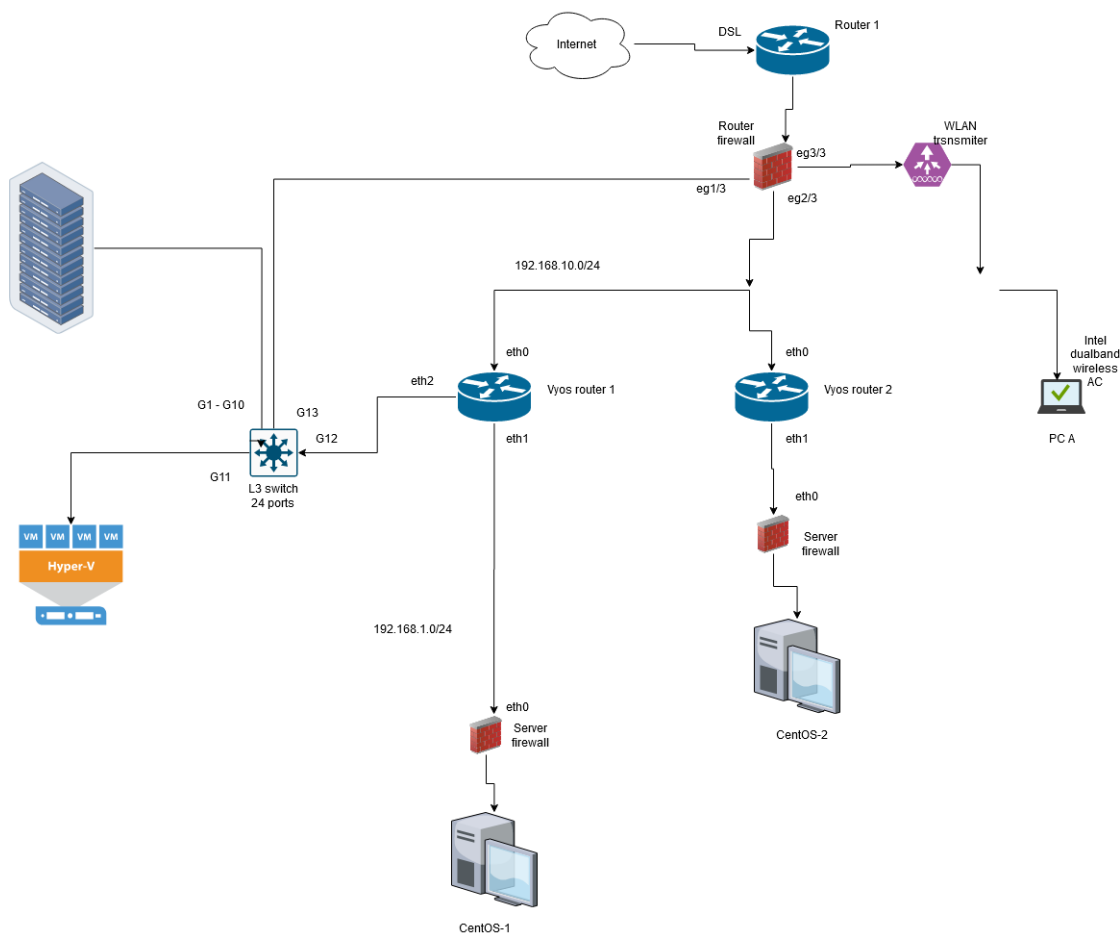 Internet
DSL
Router 1
Router
firewall
eg3/3
WLAN
trsnsmiter
eg1/3
eg2/3
192.168.10.0/24
eth0
eth0
Intel
dualband
wireless
AC
eth2
Vyos router 1
Vyos router 2
G1 - G10
G13
G12
eth1
eth1
PC A
G11
L3 switch
24 ports
eth0
VM
VM
VM
VM
Hyper-V
Server
firewall
192.168.1.0/24
eth0
Server
firewall
CentOS-2
CentOS-1